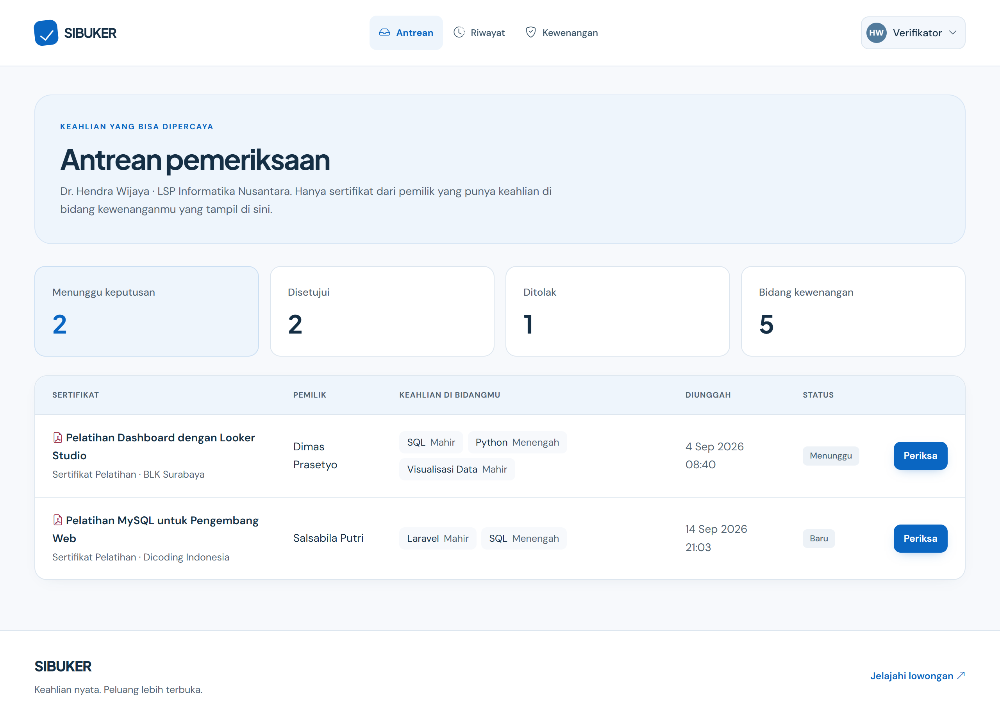 SIBUKER
Antrean
Riwayat
Kewenangan
HW
Verifikator
KEAHLIAN YANG BISA DIPERCAYA
Antrean pemeriksaan
Dr. Hendra Wijaya · LSP Informatika Nusantara. Hanya sertifikat dari pemilik yang punya keahlian di
bidang kewenanganmu yang tampil di sini.
Menunggu keputusan
2
Disetujui
2
Ditolak
1
Bidang kewenangan
5
SERTIFIKAT
PEMILIK
KEAHLIAN DI BIDANGMU
DIUNGGAH
STATUS
Pelatihan Dashboard dengan Looker
Studio
Sertifikat Pelatihan · BLK Surabaya
Dimas
Prasetyo
SQL Mahir
Python Menengah
Visualisasi Data Mahir
4 Sep 2026
08:40
Menunggu
Periksa
Pelatihan MySQL untuk Pengembang
Web
Sertifikat Pelatihan · Dicoding Indonesia
Salsabila Putri
Laravel Mahir
SQL Menengah
14 Sep 2026
21:03
Baru
Periksa
SIBUKER
Keahlian nyata. Peluang lebih terbuka.
Jelajahi lowongan